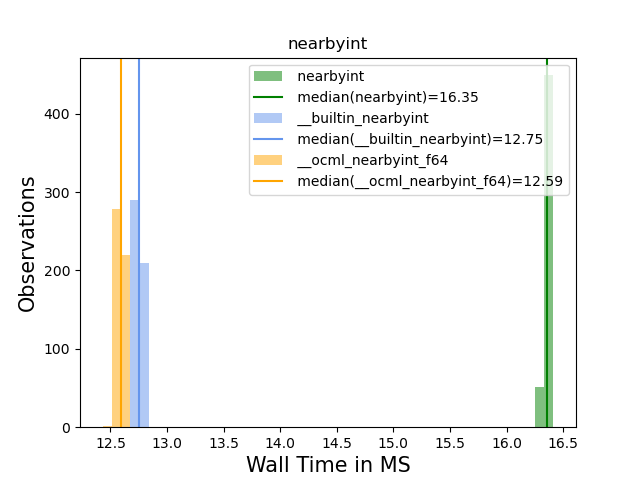 nearbyint
nearbyint
median(nearbyint)=16.35
__builtin_nearbyint
median(__builtin_nearbyint)=12.75
__ocml_nearbyint_f64
median(__ocml_nearbyint_f64)=12.59
Observations
400
300
200
100
0
12.5 13.0 13.5 14.0 14.5 15.0 15.5 16.0 16.5
Wall Time in MS